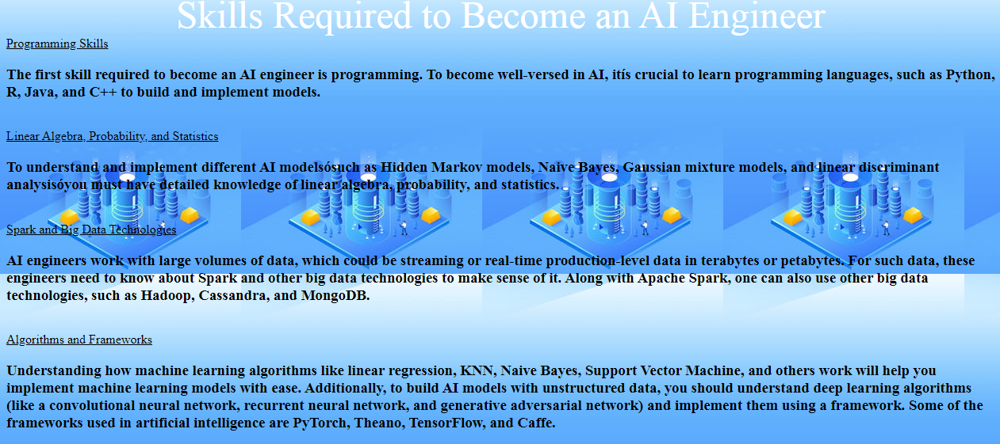 Skills Required to Become an AI Engineer
Programming Skills
The first skill required to become an AI engineer is programming. To become well-versed in AI, itís crucial to learn programming languages, such as Python,
R, Java, and C++ to build and implement models.
Linear Algebra, Probability, and Statistics
To understand and implement different AI modelsósuch as Hidden Markov models, Naive Bayes, Gaussian mixture models, and linear discriminant
analysisóyou must have detailed knowledge of linear algebra, probability, and statistics.
Spark and Big Data Technologies
AI engineers work with large volumes of data, which could be streaming or real-time production-level data in terabytes or petabytes. For such data, these
engineers need to know about Spark and other big data technologies to make sense of it. Along with Apache Spark, one can also use other big data
technologies, such as Hadoop, Cassandra, and MongoDB.
Algorithms and Frameworks
Understanding how machine learning algorithms like linear regression, KNN, Naive Bayes, Support Vector Machine, and others work will help you
implement machine learning models with ease. Additionally, to build AI models with unstructured data, you should understand deep learning algorithms
(like a convolutional neural network, recurrent neural network, and generative adversarial network) and implement them using a framework. Some of the
frameworks used in artificial intelligence are PyTorch, Theano, TensorFlow, and Caffe.